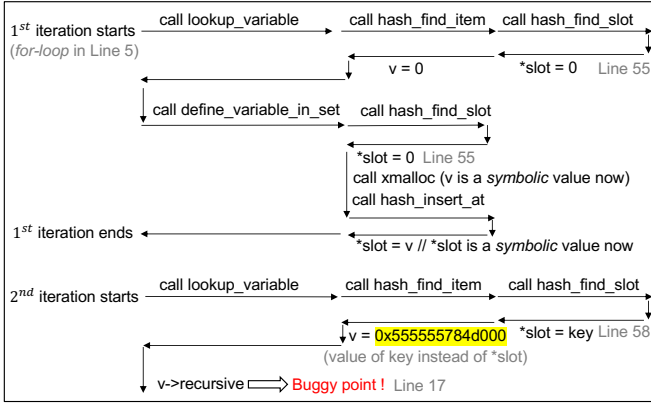 call lookup_variable call hash_find_item call hash_find_slot
1st iteration starts
(for-loop in Line 5)
v = 0 *slot = 0 Line 55
call define_variable_in_set call hash_find_slot
*slot = 0 Line 55
call xmalloc (v is a symbolic value now)
call hash_insert_at
1st iteration ends
*slot = v // *slot is a symbolic value now
call lookup_variable call hash_find_item call hash_find_slot
2nd iteration starts
v = 0x555555784d000 *slot = key Line 58
(value of key instead of *slot)
v->recursive Buggy point ! Line 17